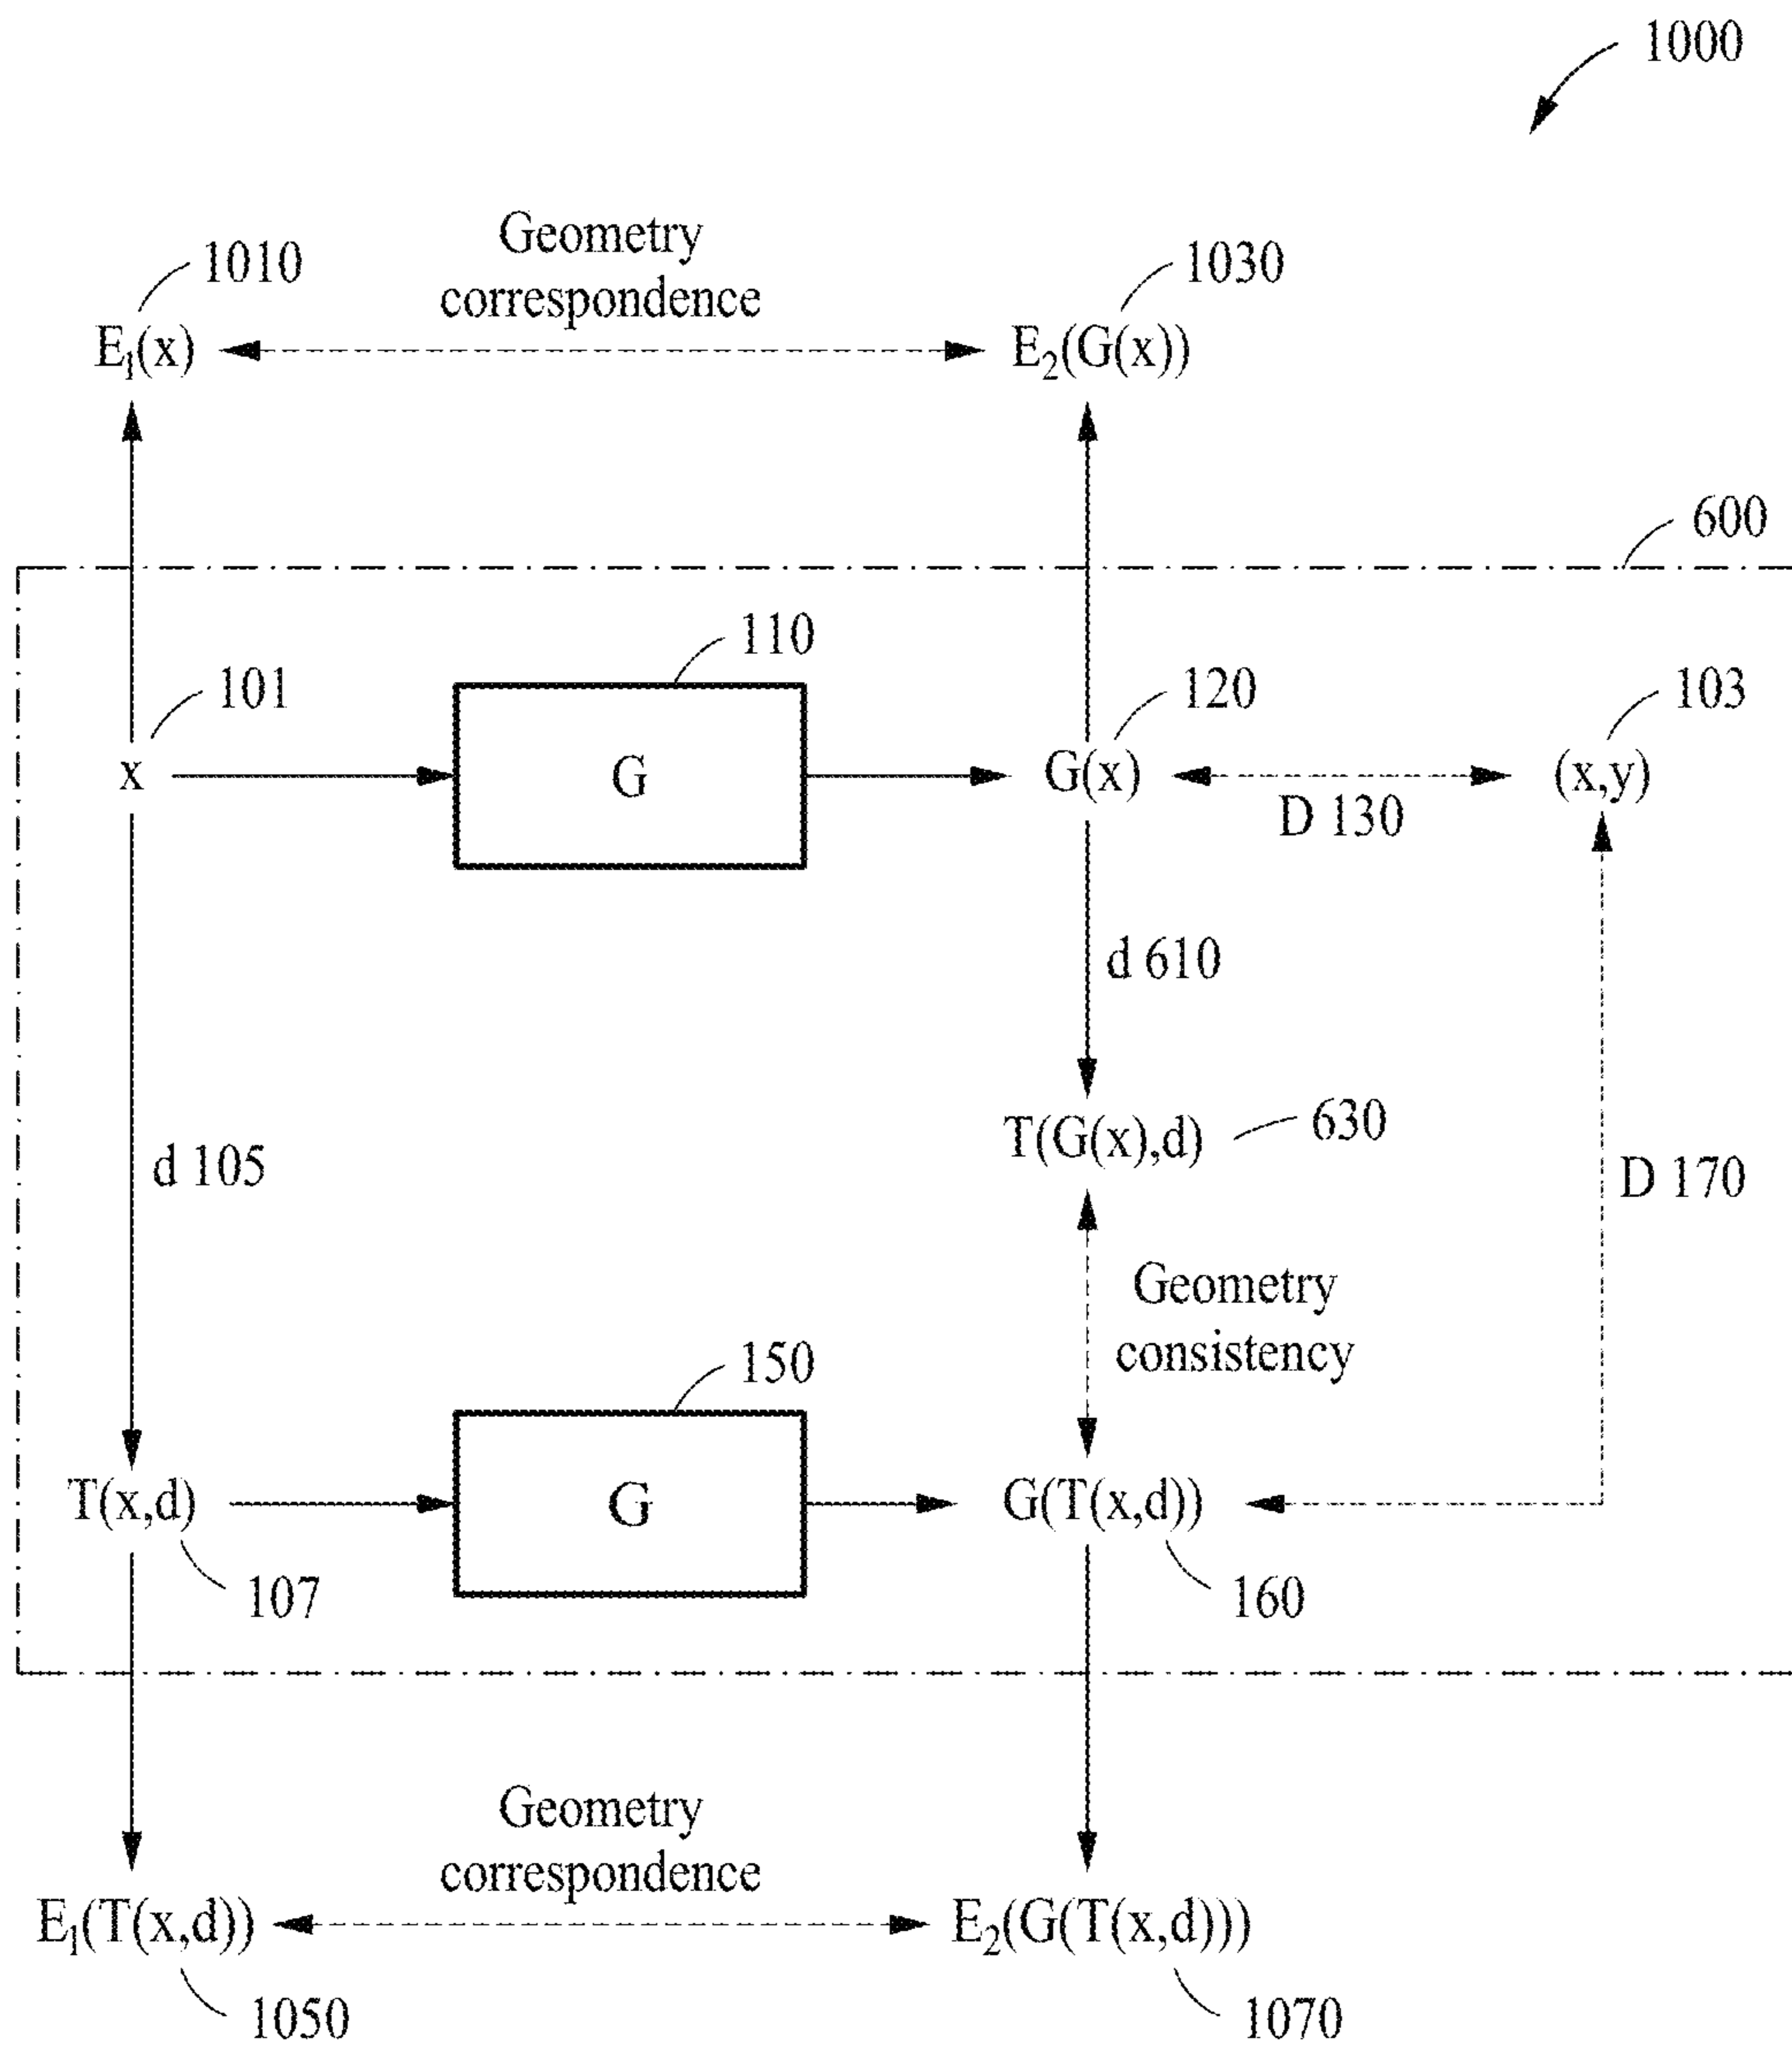 1000
Geometry
correspondence
1010
1030
E₁(x)
E₂(G(x))
600
110
101
120
103
x
G
G(x)
(x,y)
D 130
d 610
T(G(x),d)
630
d 105
D 170
Geometry
consistency
150
T(x,d)
G
G(T(x,d))
107
160
Geometry
correspondence
E₁(T(x,d))
E₂(G(T(x,d)))
1050
1070